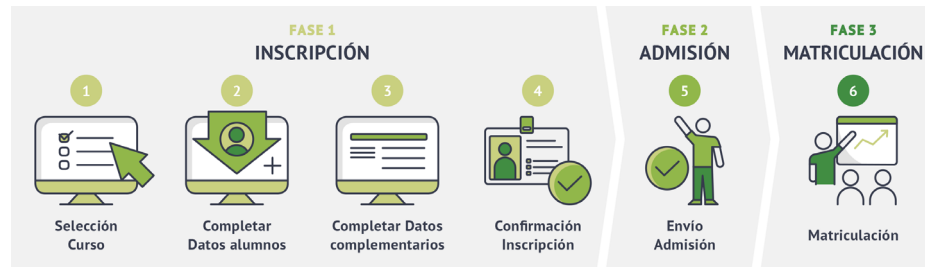 FASE 1
INSCRIPCIÓN
1
2
3
4
Selección
Curso
Completar
Datos alumnos
Completar Datos
complementarios
Confirmación
Inscripción
FASE 2
ADMISIÓN
5
Envío
Admisión
FASE 3
MATRICULACIÓN
6
Matriculación